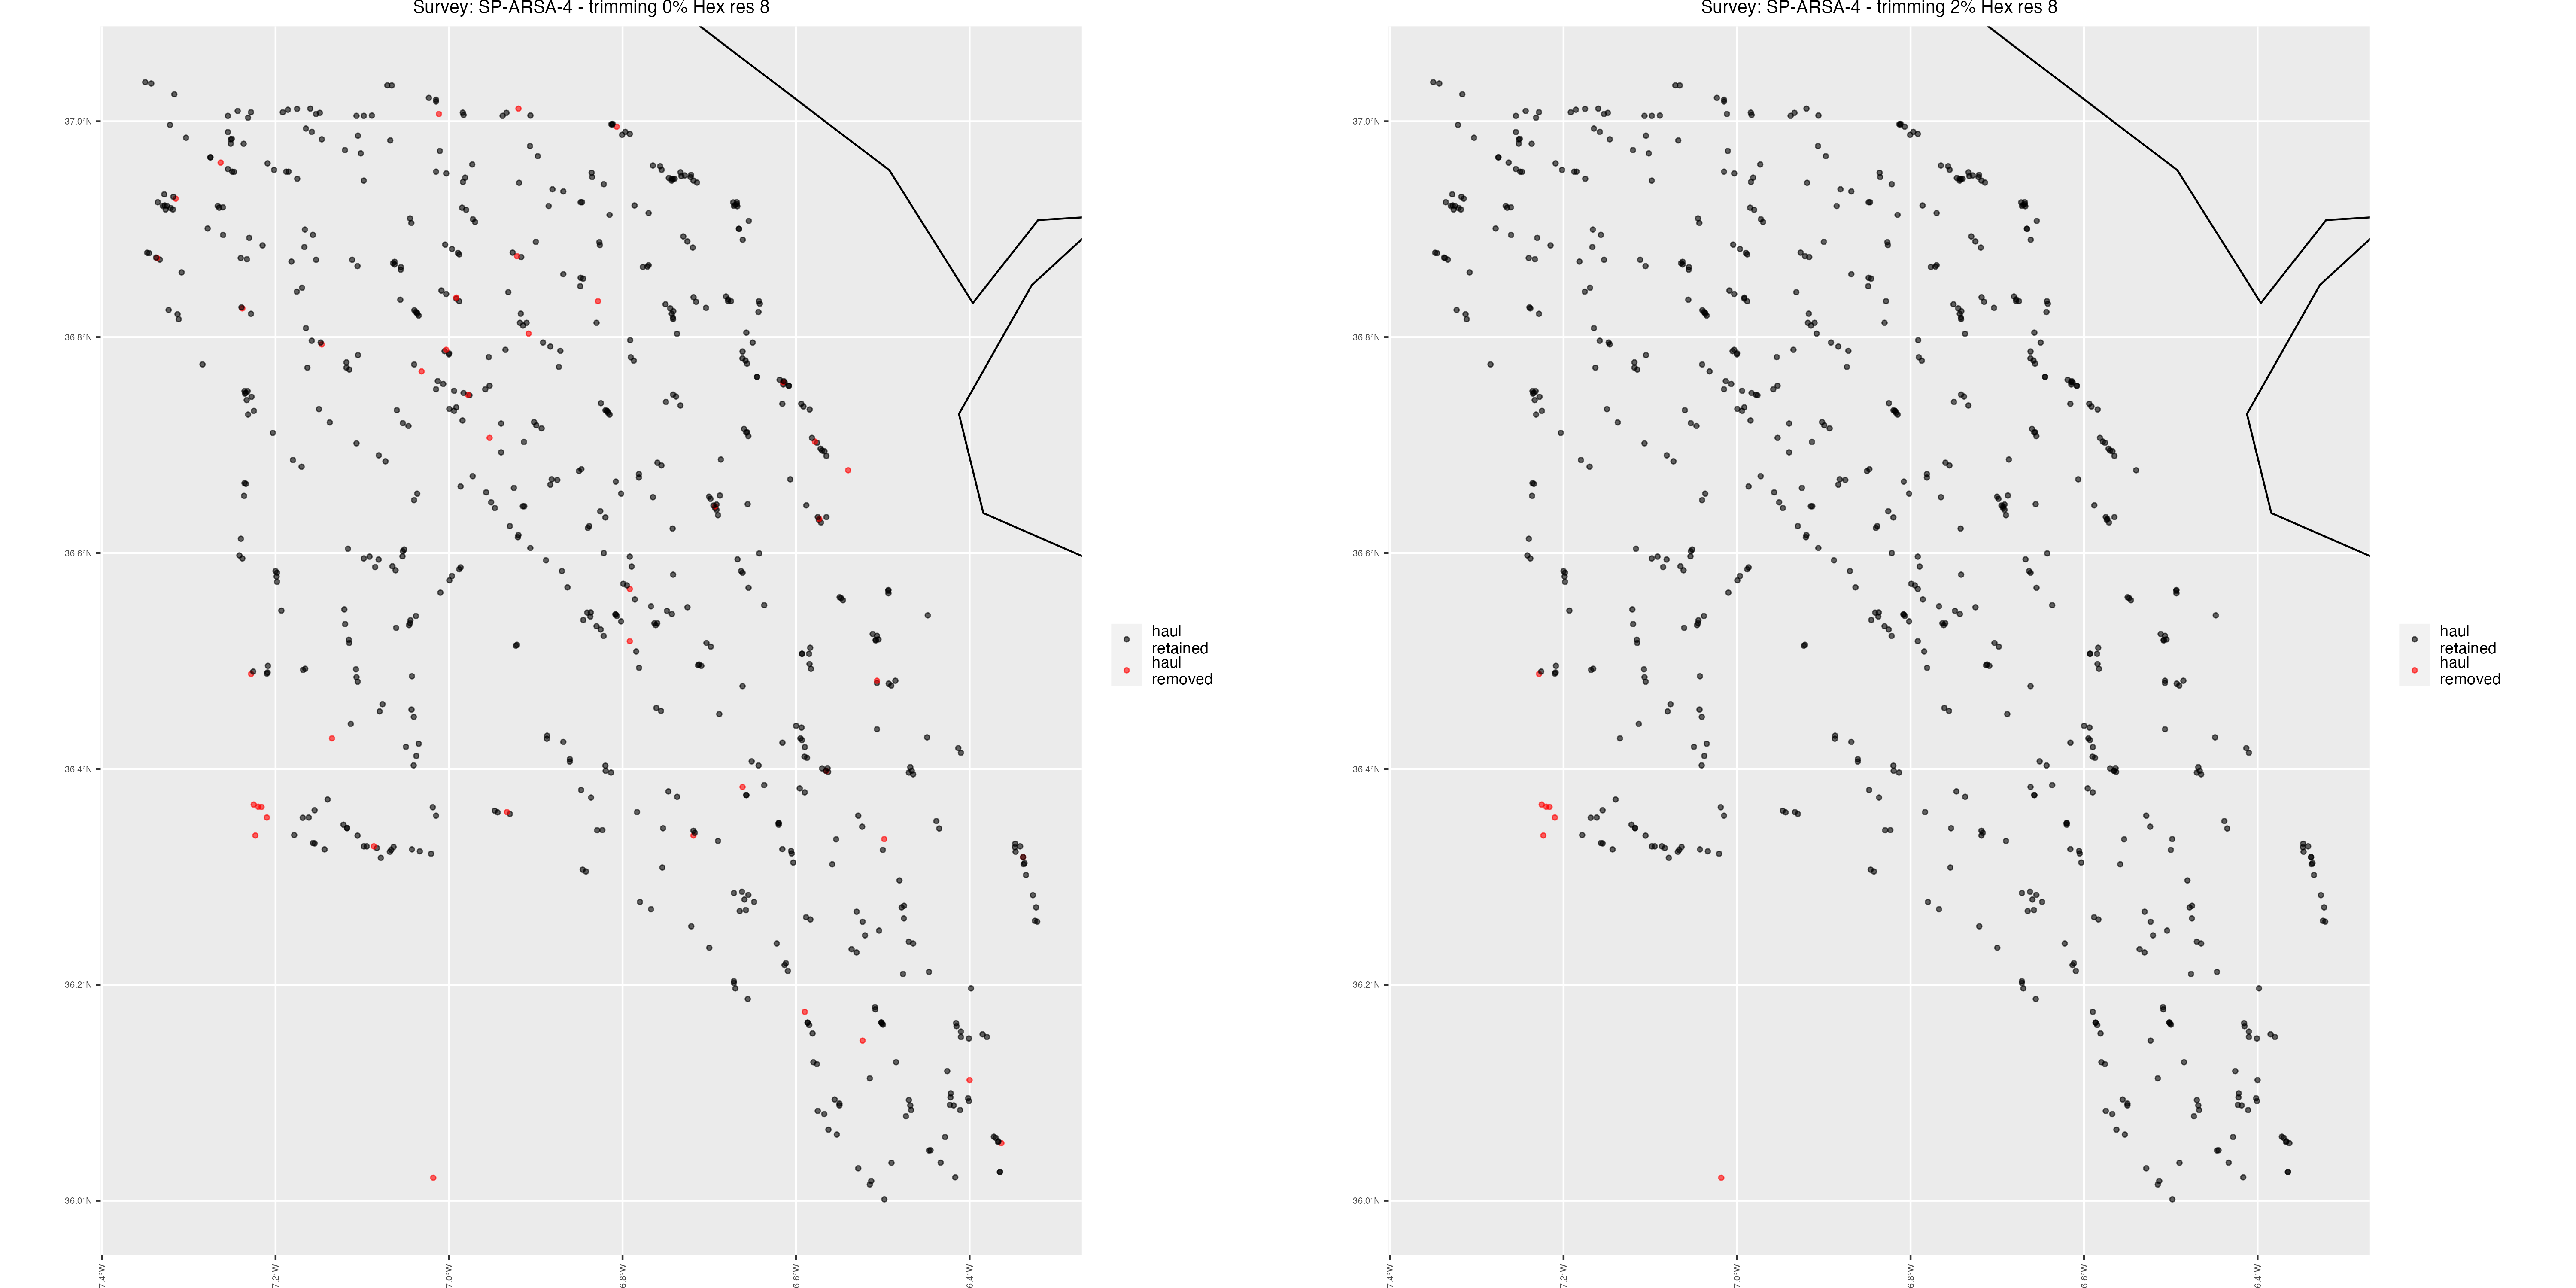 Survey: SP-ARSA-4 - trimming 0% Hex res 8
37.0°N
36.8°N
36.6°N
36.4°N
36.2°N
36.0°N
7.4°W
7.2°W
7.0°W
6.8°W
6.6°W
6.4°W
haul
retained
haul
removed
Survey: SP-ARSA-4 - trimming 2% Hex res 8
37.0°N
36.8°N
36.6°N
36.4°N
36.2°N
36.0°N
7.4°W
7.2°W
7.0°W
6.8°W
6.6°W
6.4°W
haul
retained
haul
removed